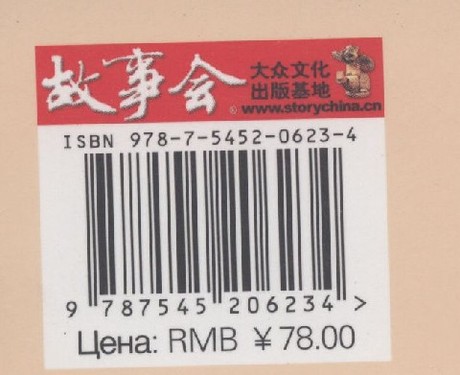 故事会
大众文化
出版基地
©www.storychina.cn
ISBN 978-7-5452-0623-4
9 787545 206234 >
Цена: RMB ￥78.00